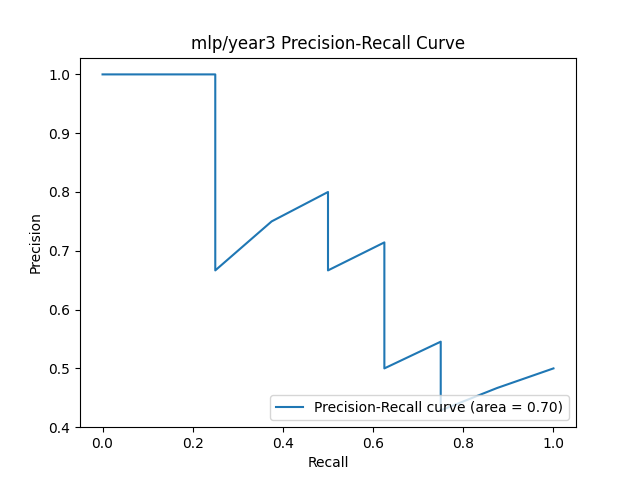 mlp/year3 Precision-Recall Curve
1.0
0.9
0.8
0.7
0.6
0.5
0.4
Precision
0.0 0.2 0.4 0.6 0.8 1.0
Recall
Precision-Recall curve (area = 0.70)